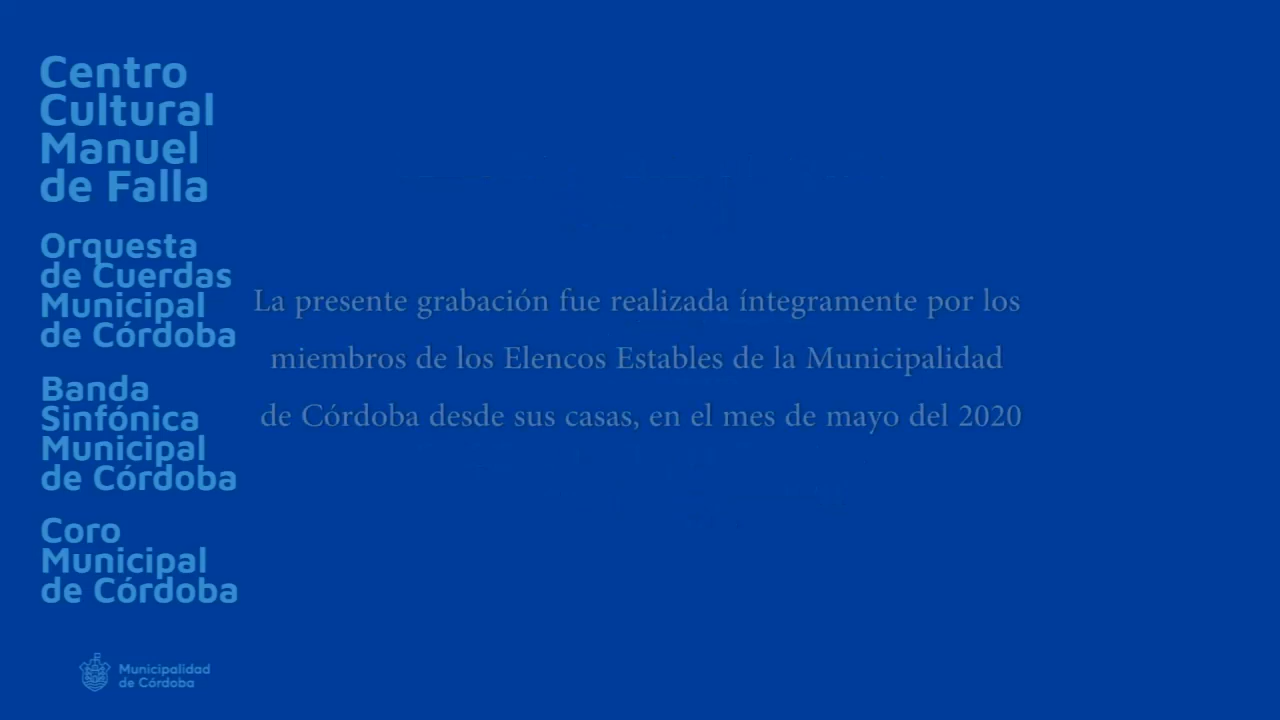 Centro
Cultural
Manuel
de Falla
Orquesta
de Cuerdas
Municipal
de Córdoba
Banda
Sinfónica
Municipal
de Córdoba
Coro
Municipal
de Córdoba
La presente grabación fue realizada íntegramente por los
miembros de los Elencos Estables de la Municipalidad
de Córdoba desde sus casas, en el mes de mayo del 2020
Municipalidad
de Córdoba